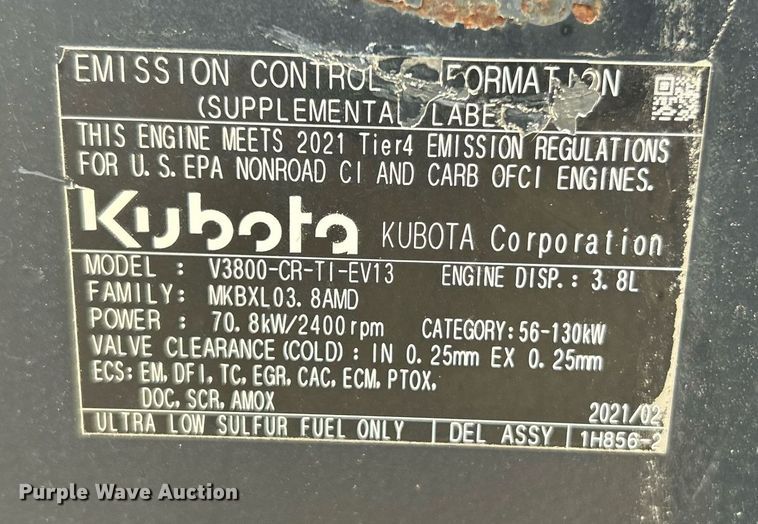 EMISSION CONTROL FORMATION
(SUPPLEMENTAL LABE
THIS ENGINE MEETS 2021 Tier4 EMISSION REGULATIONS
FOR U.S. EPA NONROAD CI AND CARB OFCI ENGINES.
Kubota KUBOTA Corporation
MODEL : V3800-CR-TI-EV13 ENGINE DISP.: 3.8L
FAMILY: MKBXL03.8AMD
POWER : 70.8kW/2400rpm CATEGORY:56-130kW
VALVE CLEARANCE(COLD): IN 0.25mm EX 0.25mm
ECS: EM, DFI, TC, EGR, CAC, ECM, PTOX,
DOC, SCR, AMOX 2021/02
ULTRA LOW SULFUR FUEL ONLY DEL ASSY 1H856-2
Purple Wave Auction